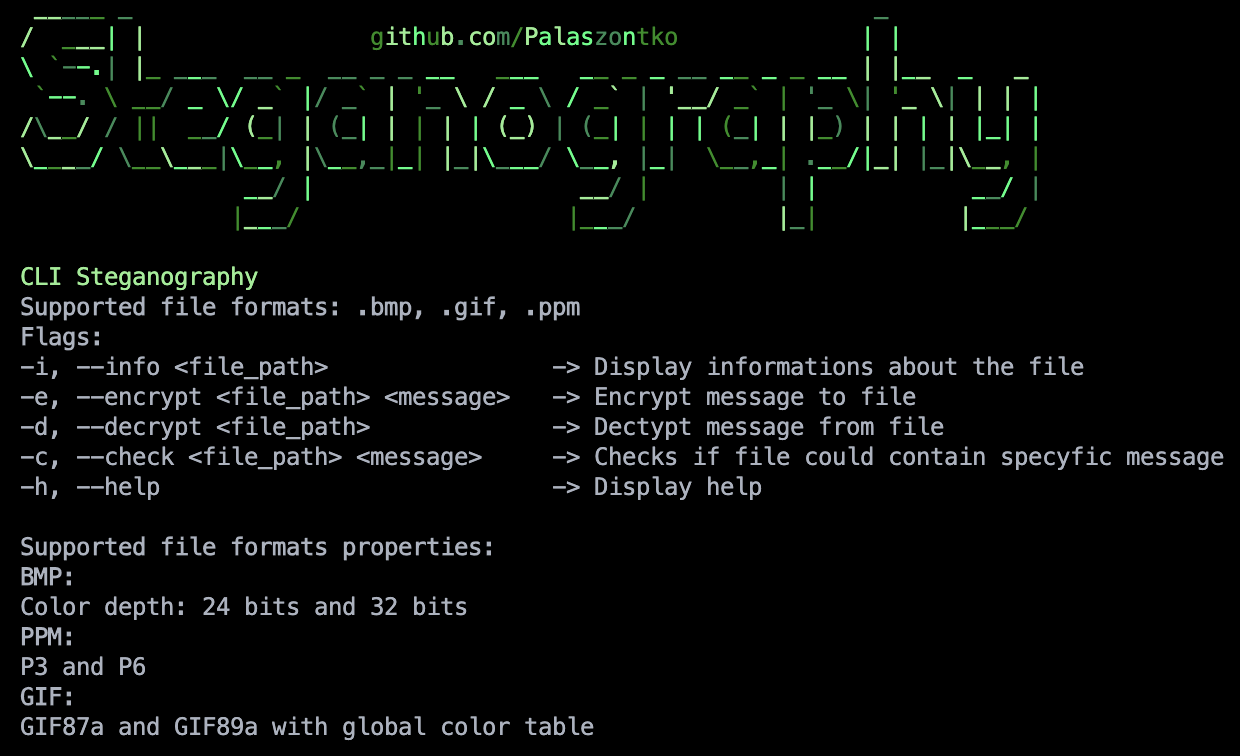 github.com/Palaszontko
Steganography
CLI Steganography
Supported file formats: .bmp, .gif, .ppm
Flags:
-i, --info <file_path> -> Display informations about the file
-e, --encrypt <file_path> <message> -> Encrypt message to file
-d, --decrypt <file_path> -> Dectypt message from file
-c, --check <file_path> <message> -> Checks if file could contain specyfic message
-h, --help -> Display help
Supported file formats properties:
BMP:
Color depth: 24 bits and 32 bits
PPM:
P3 and P6
GIF:
GIF87a and GIF89a with global color table